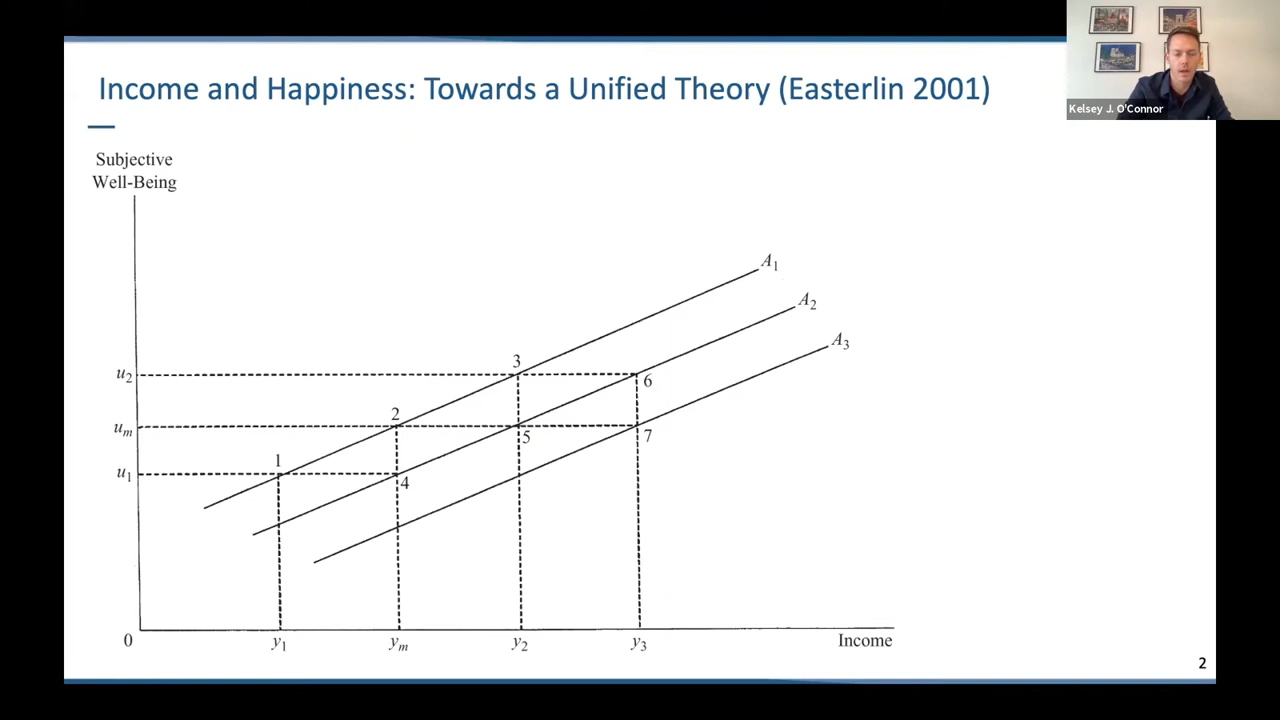 Income and Happiness: Towards a Unified Theory (Easterlin 2001)
Kelsey J. O'Connor
Subjective
Well-Being
A1
A2
A3
3
u2
6
2
um
5
7
1
u1
4
0
y1
ym
y2
y3
Income
2